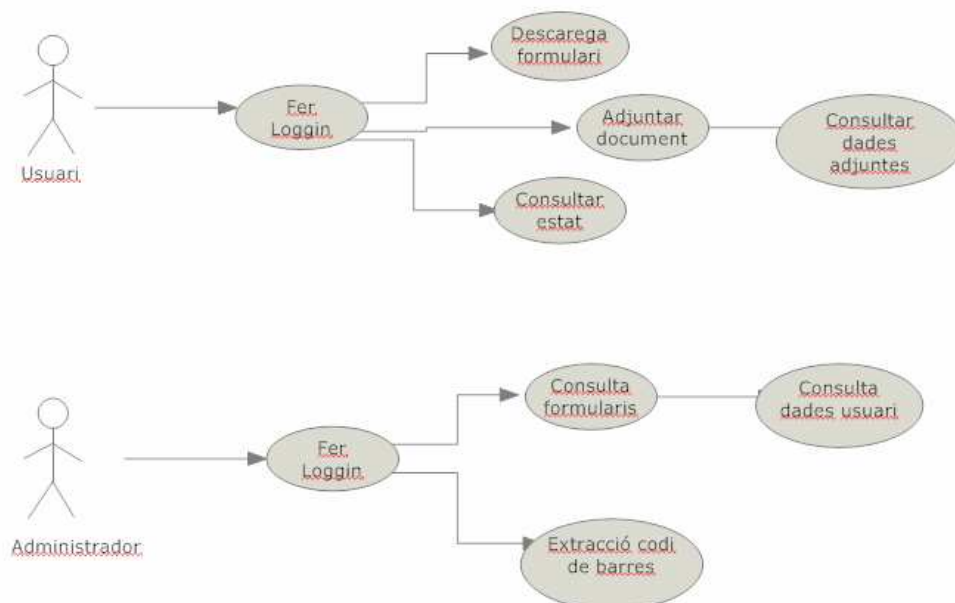 Descarega
formulari
Fer
Loggin
Adjuntar
document
Consultar
dades
adjuntes
Usuari
Consultar
estat
Consulta
formularis
Consulta
dades usuari
Fer
Loggin
Administrador
Extracció codi
de barres